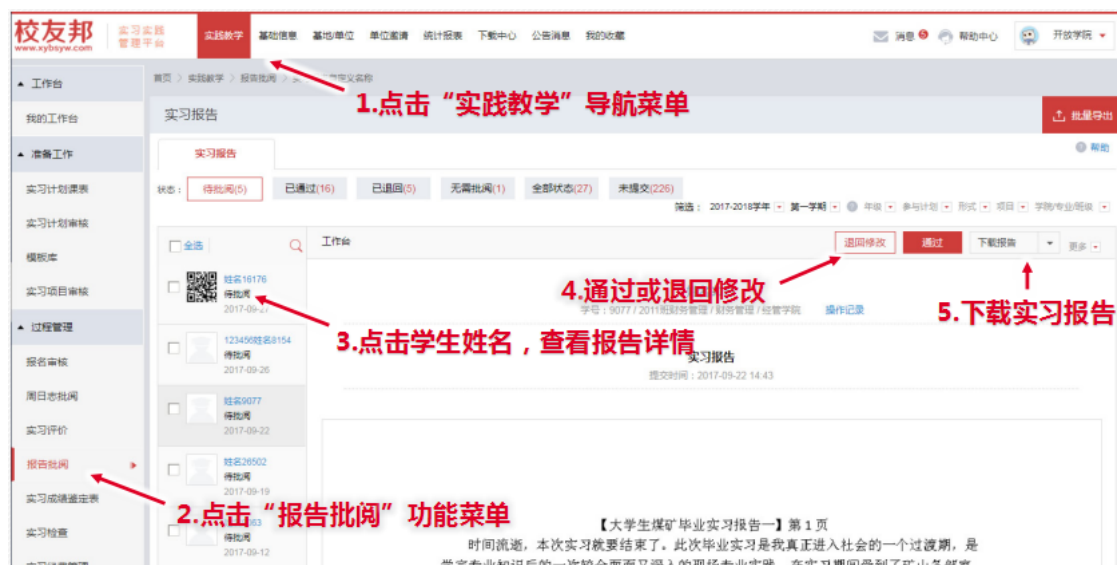 校友邦 实习实践
www.xybsyw.com 管理平台
实践教学 基础信息 基地/单位 单位邀请 统计报表 下载中心 公告消息 我的收藏 消息 帮助中心 开放学院
工作台
我的工作台
准备工作
实习计划课表
实习计划审核
模板库
实习项目审核
过程管理
报名审核
周日志批阅
实习评价
报告批阅
实习成绩鉴定表
实习检查
首页 > 实践教学 > 报告批阅 >
1.点击“实践教学”导航菜单
实习报告
批量导出
实习报告
帮助
状态: 待批阅(5) 已通过(16) 已退回(5) 无需批阅(1) 全部状态(27) 未提交(226)
筛选: 2017-2018学年 第一学期 年级 参与计划 形式 项目 学院/专业/班级
全选
工作台
退回修改 通过 下载报告 更多
姓名16176
待批阅
2017-09-27
123456姓名8154
待批阅
2017-09-26
姓名9077
待批阅
2017-09-22
姓名26502
待批阅
2017-09-19
待批阅
2017-09-12
4.通过或退回修改
5.下载实习报告
学号:9077 / 2011班财务管理 / 财务管理 / 经管学院 操作记录
3.点击学生姓名,查看报告详情
实习报告
提交时间:2017-09-22 14:43
2.点击“报告批阅”功能菜单
【大学生煤矿毕业实习报告一】第1页
时间流逝,本次实习就要结束了。此次毕业实习是我真正进入社会的一个过渡期,是